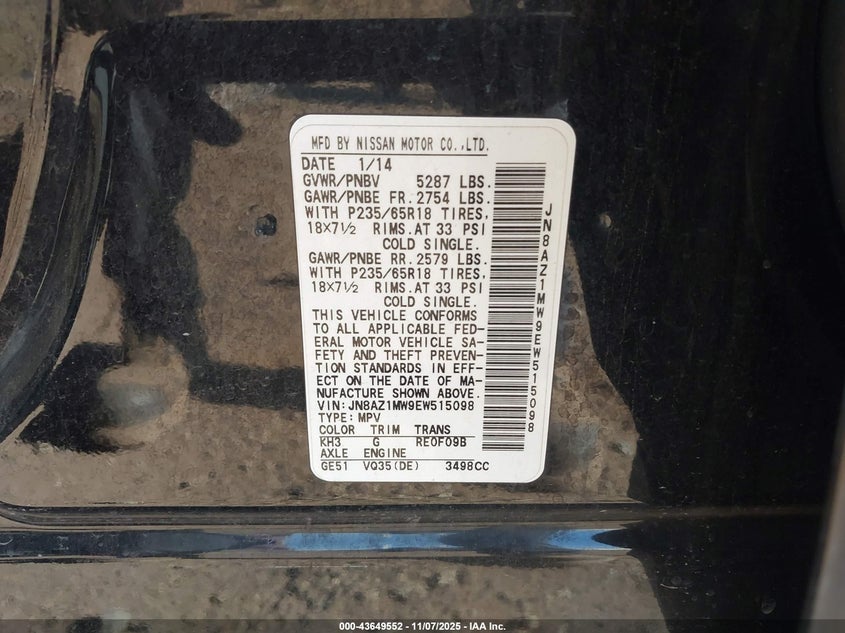 MFD BY NISSAN MOTOR CO.,LTD.
DATE 1/14
GVWR/PNBV 5287 LBS.
GAWR/PNBE FR. 2754 LBS.
WITH P235/65R18 TIRES,
18×7½ RIMS.AT 33 PSI
COLD SINGLE.
GAWR/PNBE RR. 2579 LBS.
WITH P235/65R18 TIRES,
18×7½ RIMS.AT 33 PSI
COLD SINGLE.
THIS VEHICLE CONFORMS
TO ALL APPLICABLE FED-
ERAL MOTOR VEHICLE SA-
FETY AND THEFT PREVEN-
TION STANDARDS IN EFF-
ECT ON THE DATE OF MA-
NUFACTURE SHOWN ABOVE.
VIN:JN8AZ1MW9EW515098
TYPE: MPV
COLOR TRIM TRANS
KH3 G RE0F09B
AXLE ENGINE
GE51 VQ35(DE) 3498CC
JN8AZ1MW9EW515098
000-43649552 - 11/07/2025 - IAA Inc.